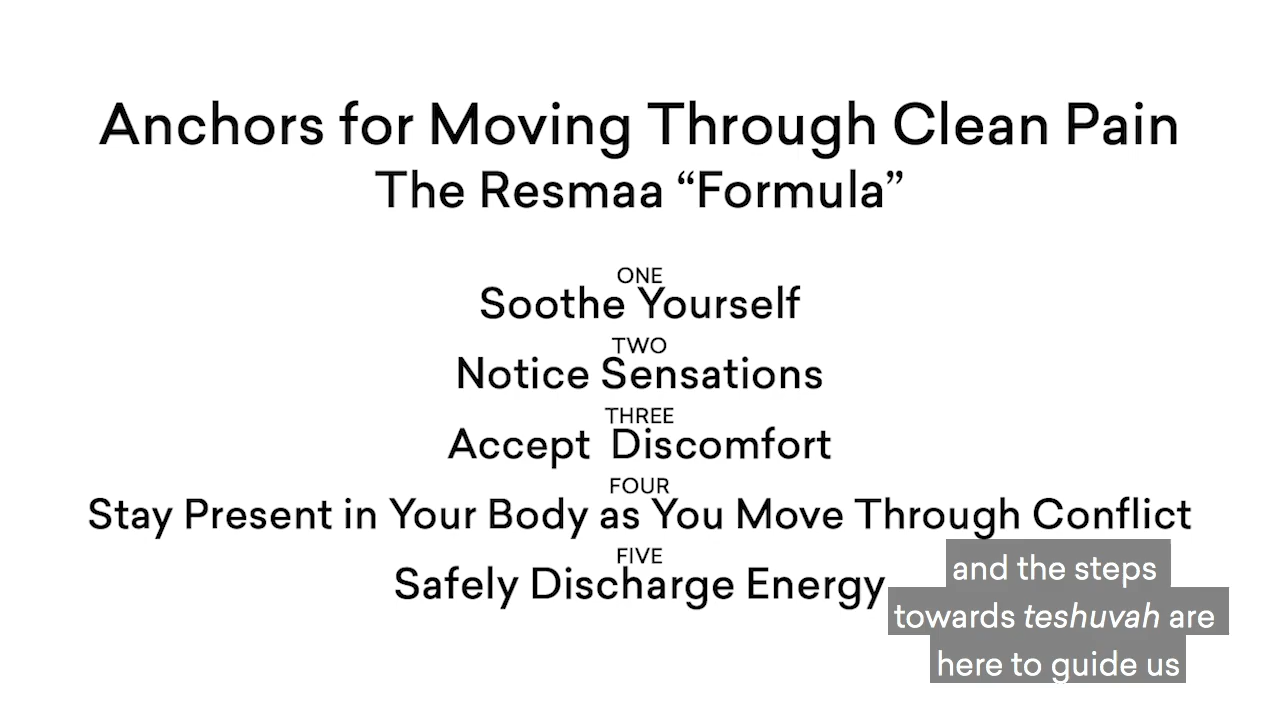 Anchors for Moving Through Clean Pain
The Resmaa “Formula”
ONE
Soothe Yourself
TWO
Notice Sensations
THREE
Accept Discomfort
FOUR
Stay Present in Your Body as You Move Through Conflict
FIVE
Safely Discharge Energy
and the steps
towards teshuvah are
here to guide us